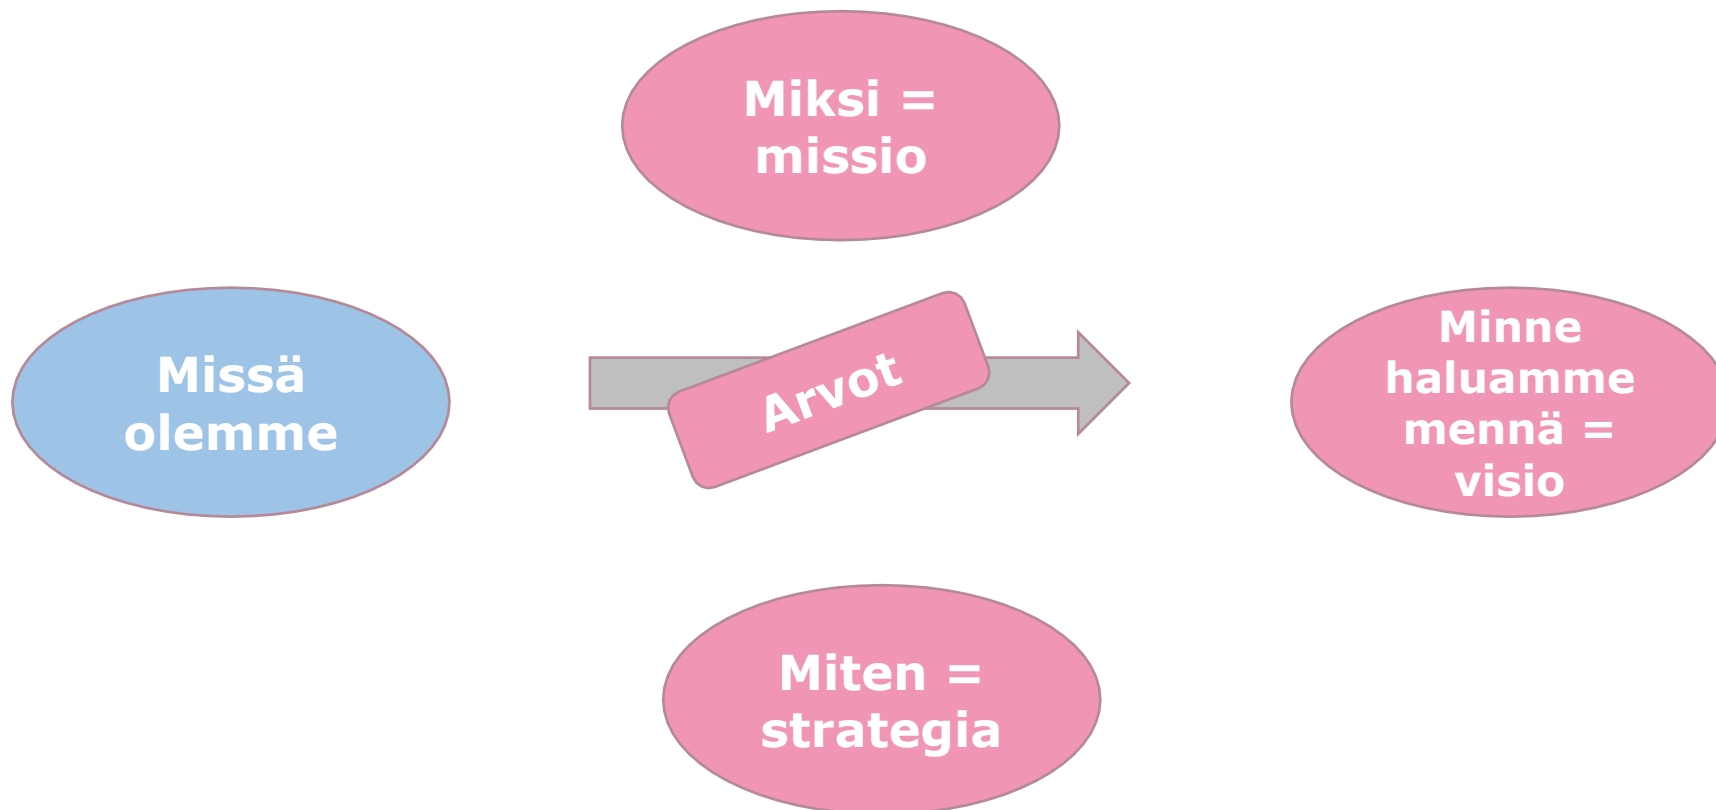 Miksi =
missio
Missä
olemme
Arvot
Minne
haluamme
mennä =
visio
Miten =
strategia